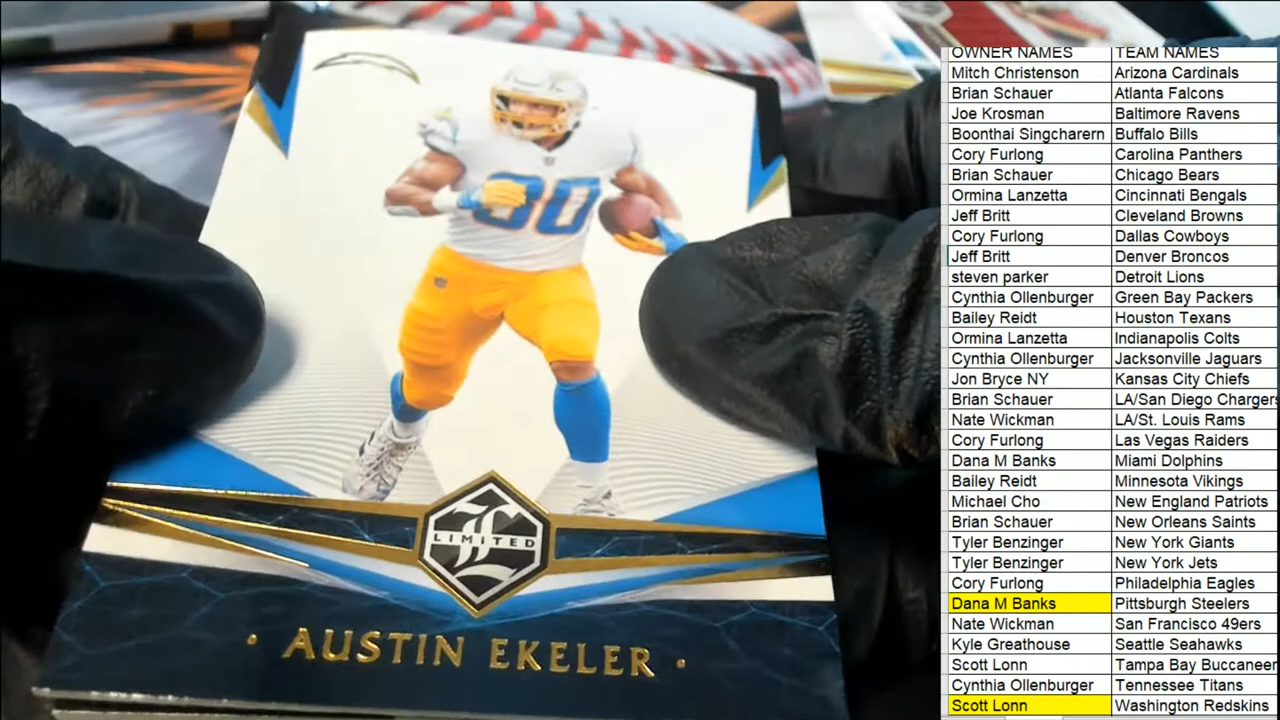 30
LIMITED
• AUSTIN EKELER •
OWNER NAMES TEAM NAMES
Mitch Christenson Arizona Cardinals
Brian Schauer Atlanta Falcons
Joe Krosman Baltimore Ravens
Boonthai Singcharern Buffalo Bills
Cory Furlong Carolina Panthers
Brian Schauer Chicago Bears
Ormina Lanzetta Cincinnati Bengals
Jeff Britt Cleveland Browns
Cory Furlong Dallas Cowboys
Jeff Britt Denver Broncos
steven parker Detroit Lions
Cynthia Ollenburger Green Bay Packers
Bailey Reidt Houston Texans
Ormina Lanzetta Indianapolis Colts
Cynthia Ollenburger Jacksonville Jaguars
Jon Bryce NY Kansas City Chiefs
Brian Schauer LA/San Diego Chargers
Nate Wickman LA/St. Louis Rams
Cory Furlong Las Vegas Raiders
Dana M Banks Miami Dolphins
Bailey Reidt Minnesota Vikings
Michael Cho New England Patriots
Brian Schauer New Orleans Saints
Tyler Benzinger New York Giants
Tyler Benzinger New York Jets
Cory Furlong Philadelphia Eagles
Dana M Banks Pittsburgh Steelers
Nate Wickman San Francisco 49ers
Kyle Greathouse Seattle Seahawks
Scott Lonn Tampa Bay Buccaneer
Cynthia Ollenburger Tennessee Titans
Scott Lonn Washington Redskins